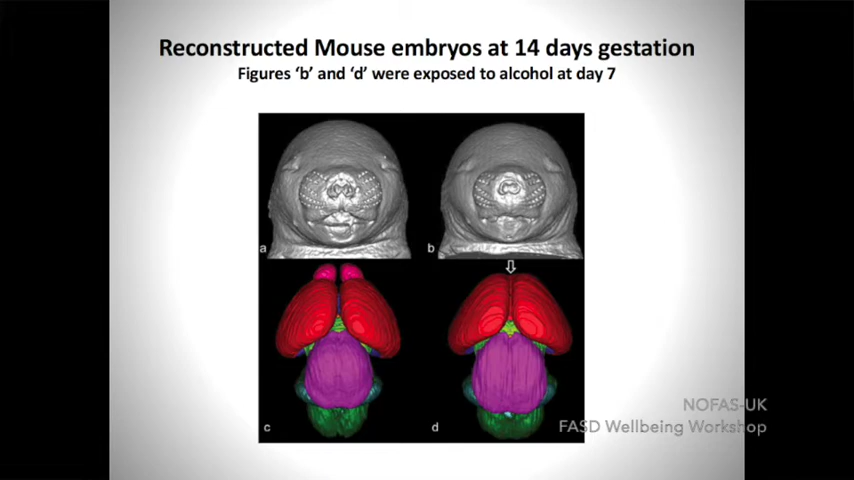 Reconstructed Mouse embryos at 14 days gestation
Figures ‘b’ and ‘d’ were exposed to alcohol at day 7
a
b
c
d
NOFAS-UK
FASD Wellbeing Workshop